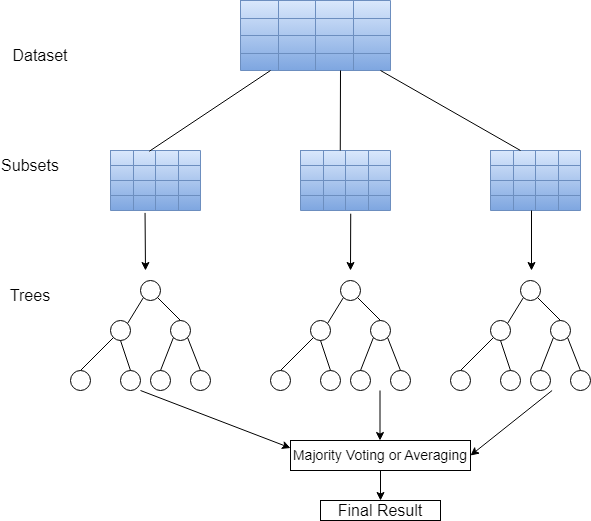 Dataset
Subsets
Trees
Majority Voting or Averaging
Final Result